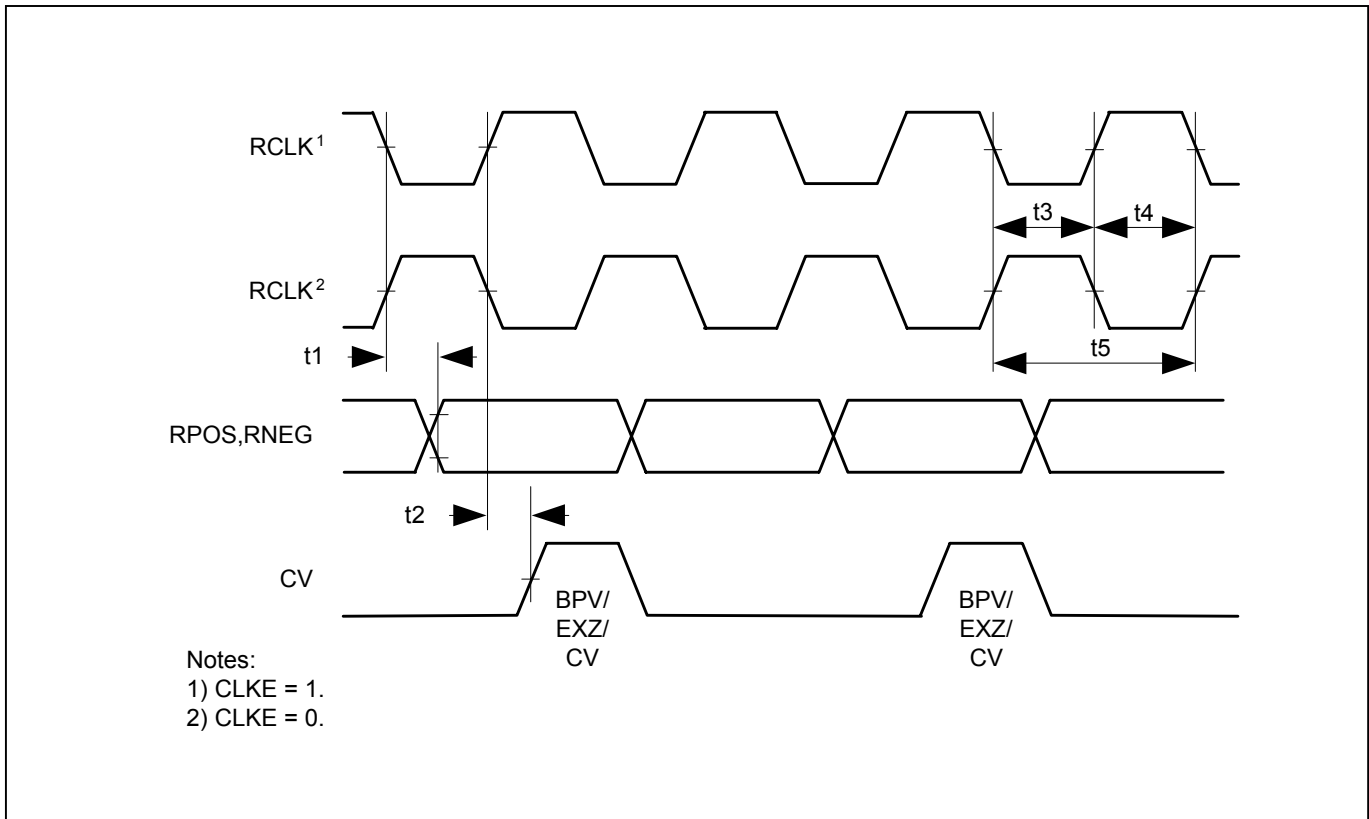 RCLK¹
t3
t4
RCLK²
t1
t5
RPOS,RNEG
t2
CV
BPV/
EXZ/
CV
BPV/
EXZ/
CV
Notes:
1) CLKE = 1.
2) CLKE = 0.